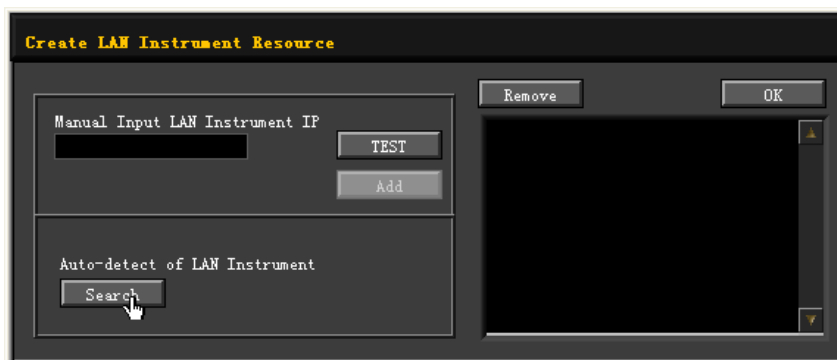 Create LAN Instrument Resource
Remove
OK
Manual Input LAN Instrument IP
TEST
Add
Auto-detect of LAN Instrument
Search